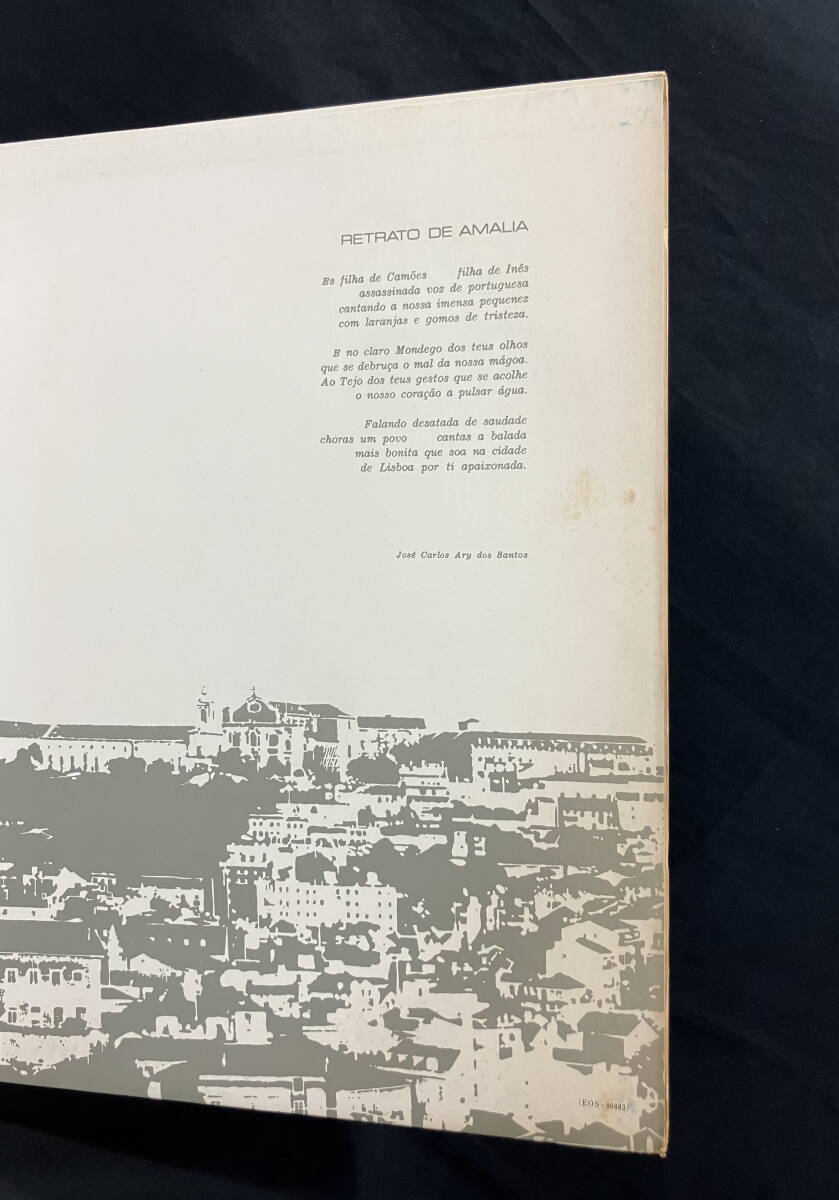 RETRATO DE AMALIA
Es filha de Camões filha de Inês
assassinada voz de portuguesa
cantando a nossa imensa pequenez
com laranjas e gomos de tristeza.
E no claro Mondego dos teus olhos
que se debruça o mal da nossa mágoa.
Ao Tejo dos teus gestos que se acolhe
o nosso coração a pulsar água.
Falando desatada de saudade
choras um povo cantas a balada
mais bonita que soa na cidade
de Lisboa por ti apaixonada.
José Carlos Ary dos Santos
(EOS-80483)